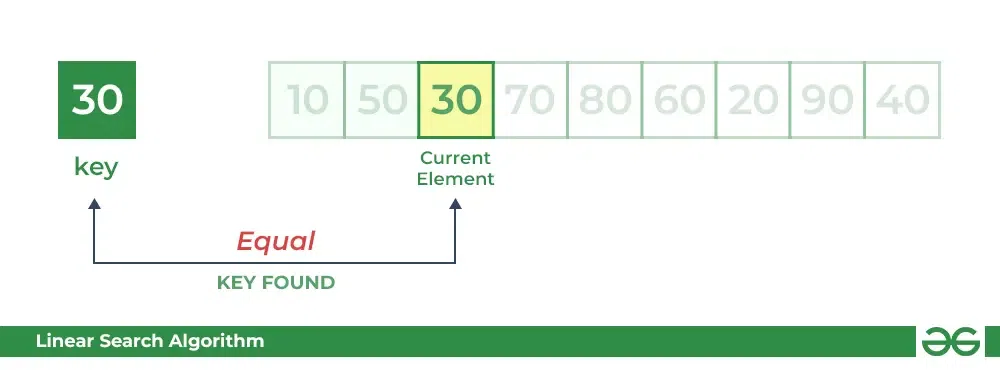 30
10 50 30 70 80 60 20 90 40
key
Current
Element
Equal
KEY FOUND
Linear Search Algorithm